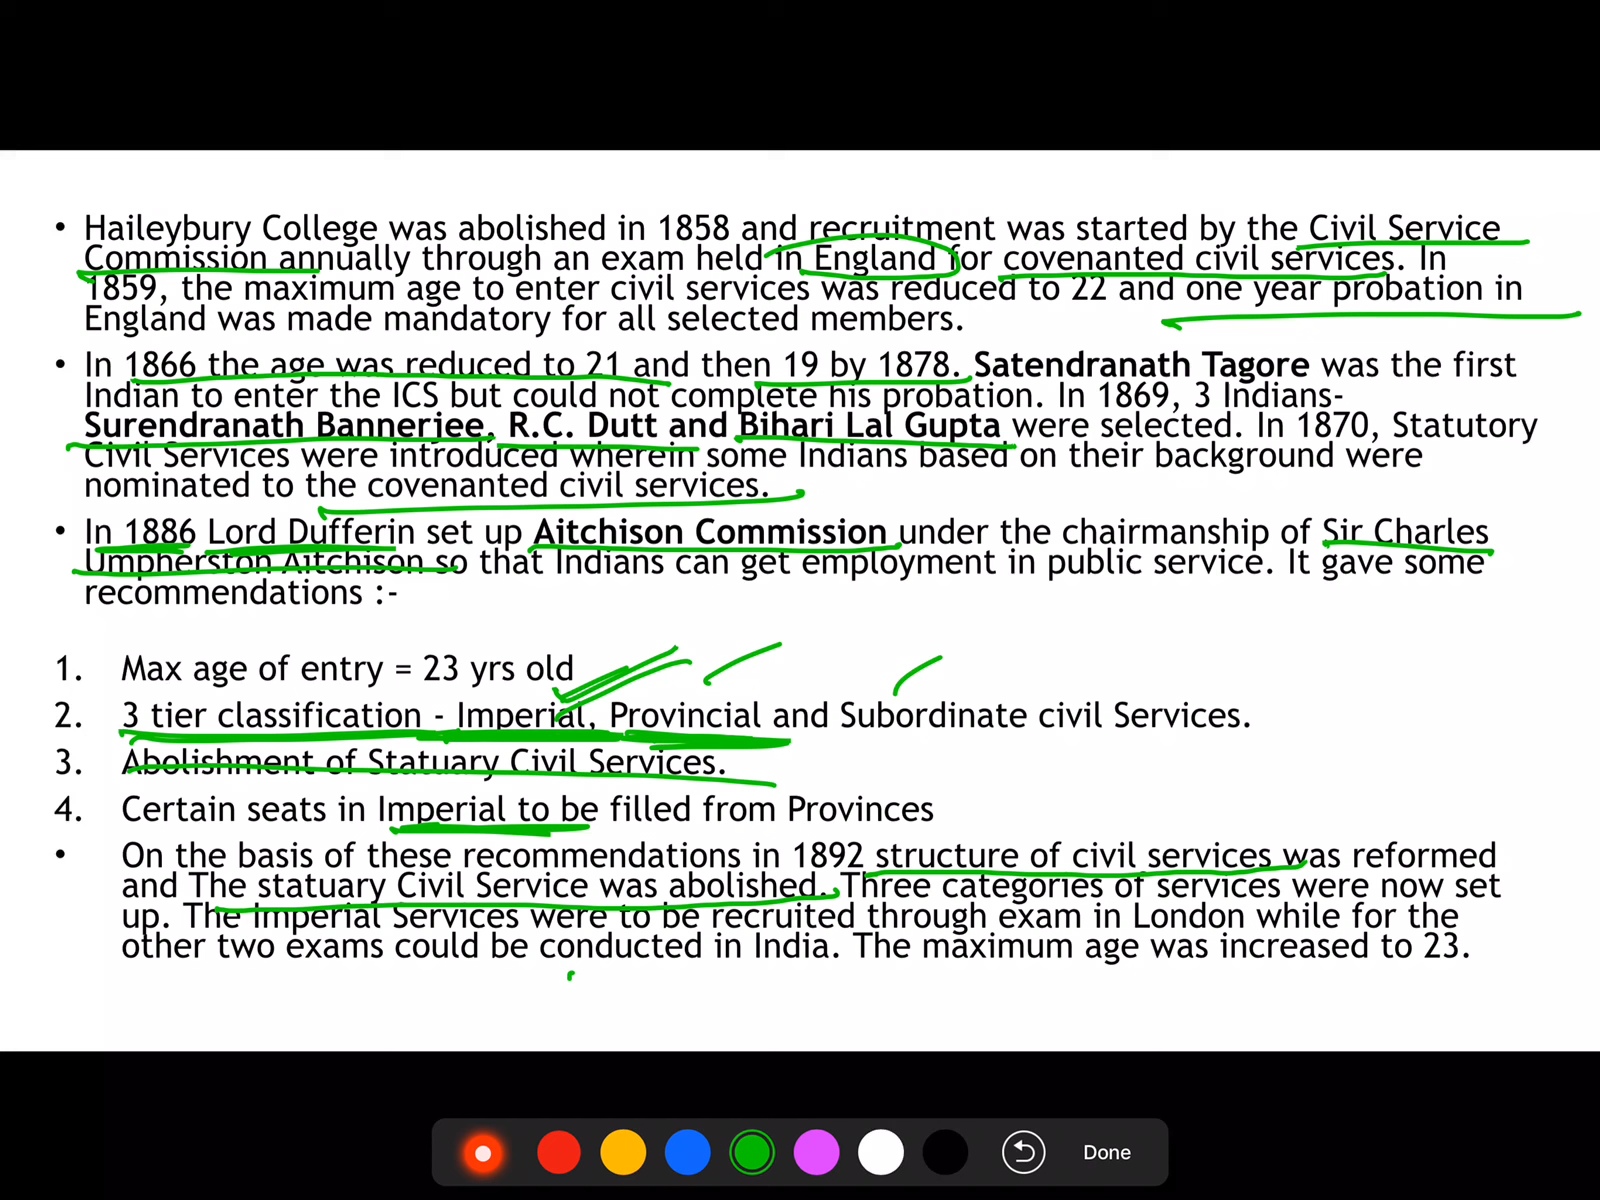 • Haileybury College was abolished in 1858 and recruitment was started by the Civil Service
Commission annually through an exam held in England for covenanted civil services. In
1859, the maximum age to enter civil services was reduced to 22 and one year probation in
England was made mandatory for all selected members.
• In 1866 the age was reduced to 21 and then 19 by 1878. Satendranath Tagore was the first
Indian to enter the ICS but could not complete his probation. In 1869, 3 Indians-
Surendranath Bannerjee, R.C. Dutt and Bihari Lal Gupta were selected. In 1870, Statutory
Civil Services were introduced wherein some Indians based on their background were
nominated to the covenanted civil services.
• In 1886 Lord Dufferin set up Aitchison Commission under the chairmanship of Sir Charles
Umpherston Aitchison so that Indians can get employment in public service. It gave some
recommendations :-
1. Max age of entry = 23 yrs old
2. 3 tier classification - Imperial, Provincial and Subordinate civil Services.
3. Abolishment of Statuary Civil Services.
4. Certain seats in Imperial to be filled from Provinces
• On the basis of these recommendations in 1892 structure of civil services was reformed
and The statuary Civil Service was abolished. Three categories of services were now set
up. The Imperial Services were to be recruited through exam in London while for the
other two exams could be conducted in India. The maximum age was increased to 23.
Done